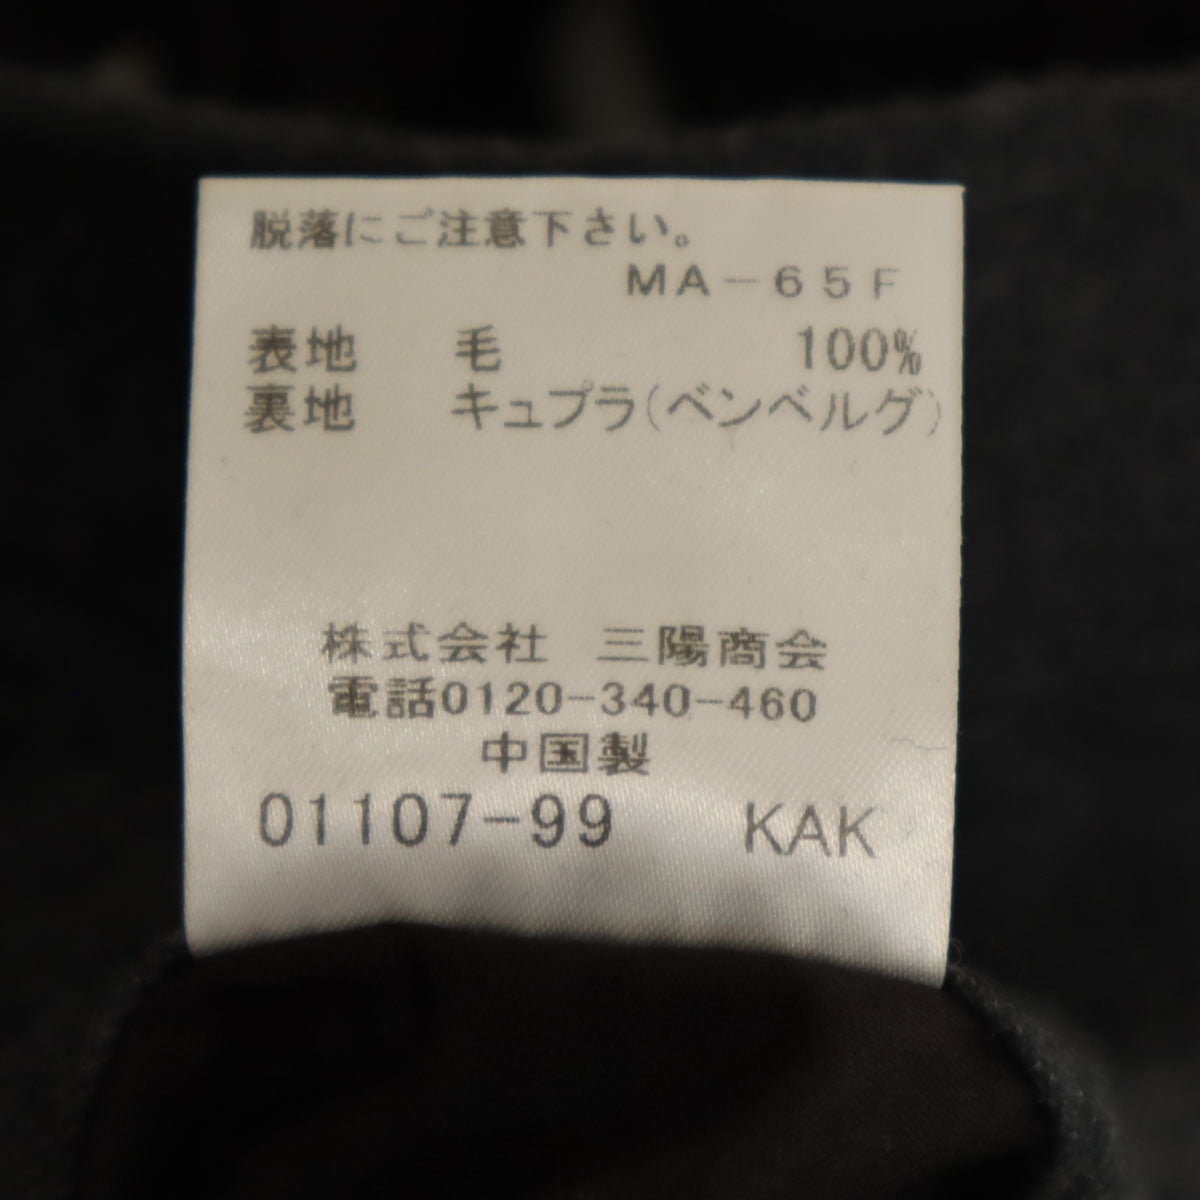 脱落にご注意下さい。
MA－65F
表地 毛 100%
裏地 キュプラ(ベンベルグ)
株式会社 三陽商会
電話0120-340-460
中国製
01107-99 KAK